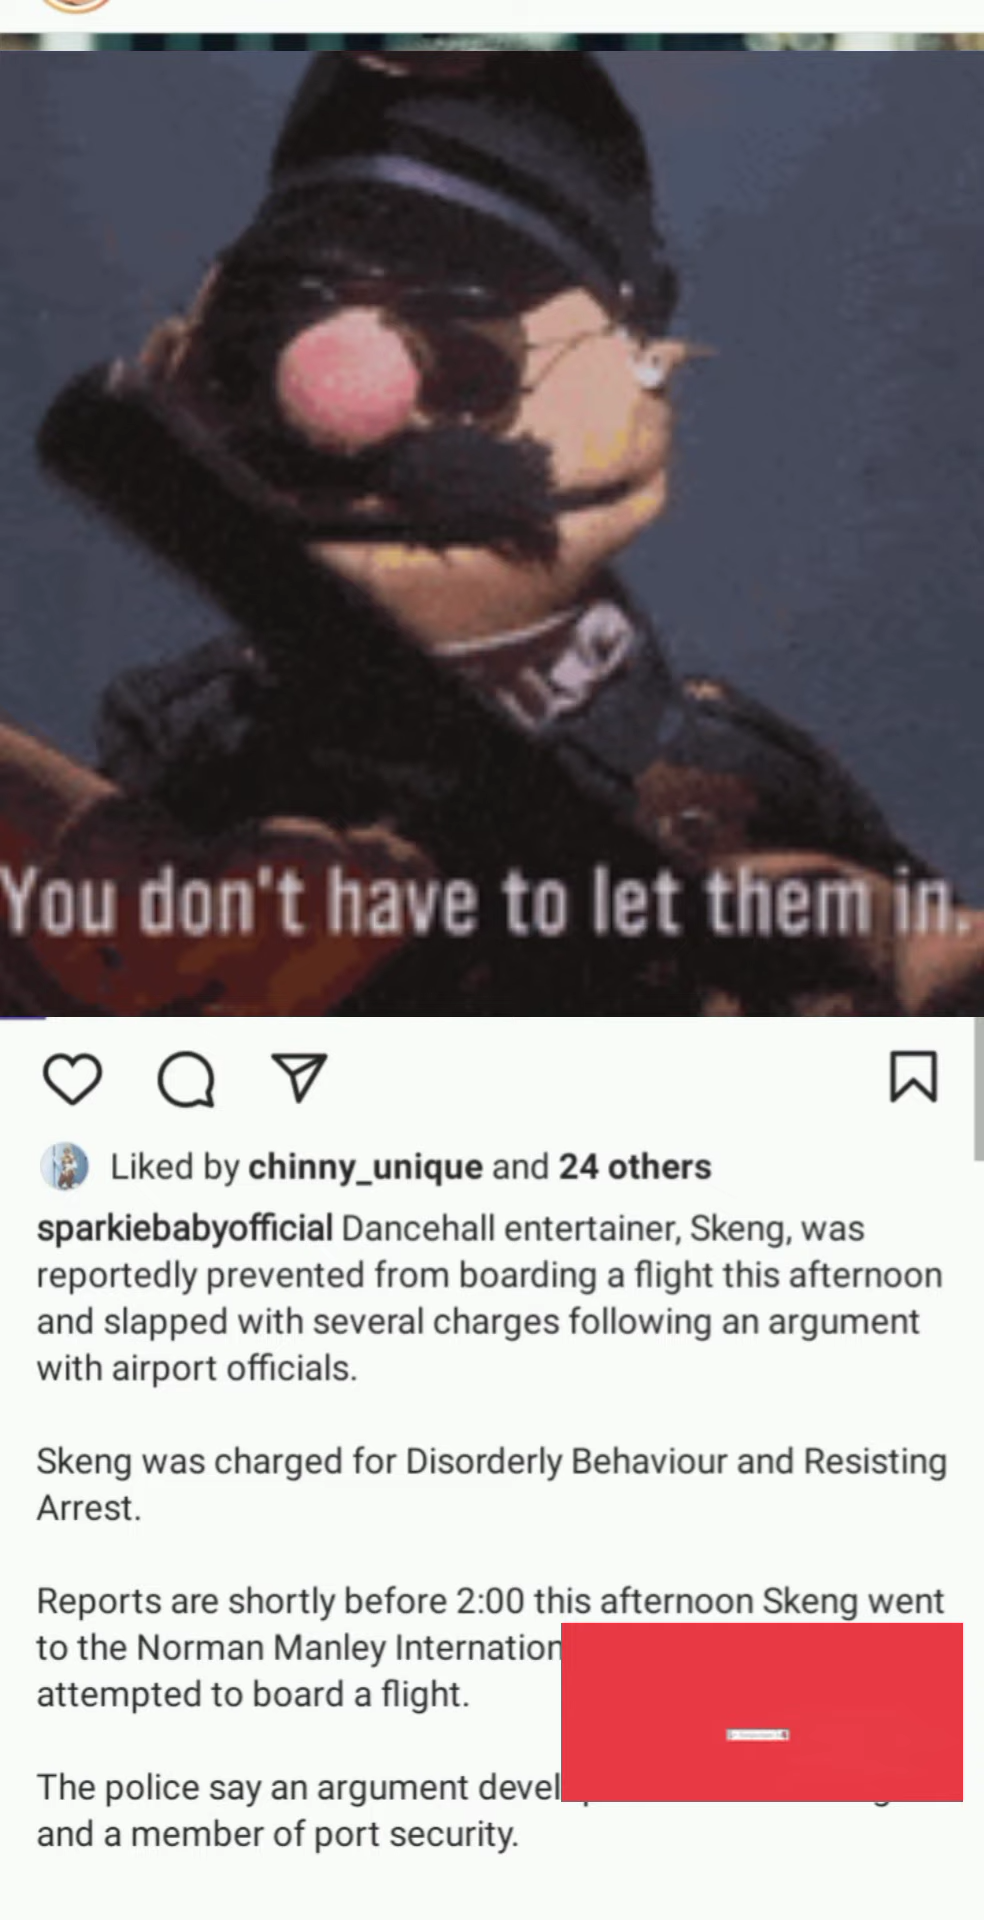 You don't have to let them in.
Liked by chinny_unique and 24 others
sparkiebabyofficial Dancehall entertainer, Skeng, was
reportedly prevented from boarding a flight this afternoon
and slapped with several charges following an argument
with airport officials.
Skeng was charged for Disorderly Behaviour and Resisting
Arrest.
Reports are shortly before 2:00 this afternoon Skeng went
to the Norman Manley Internation
attempted to board a flight.
The police say an argument devel
and a member of port security.